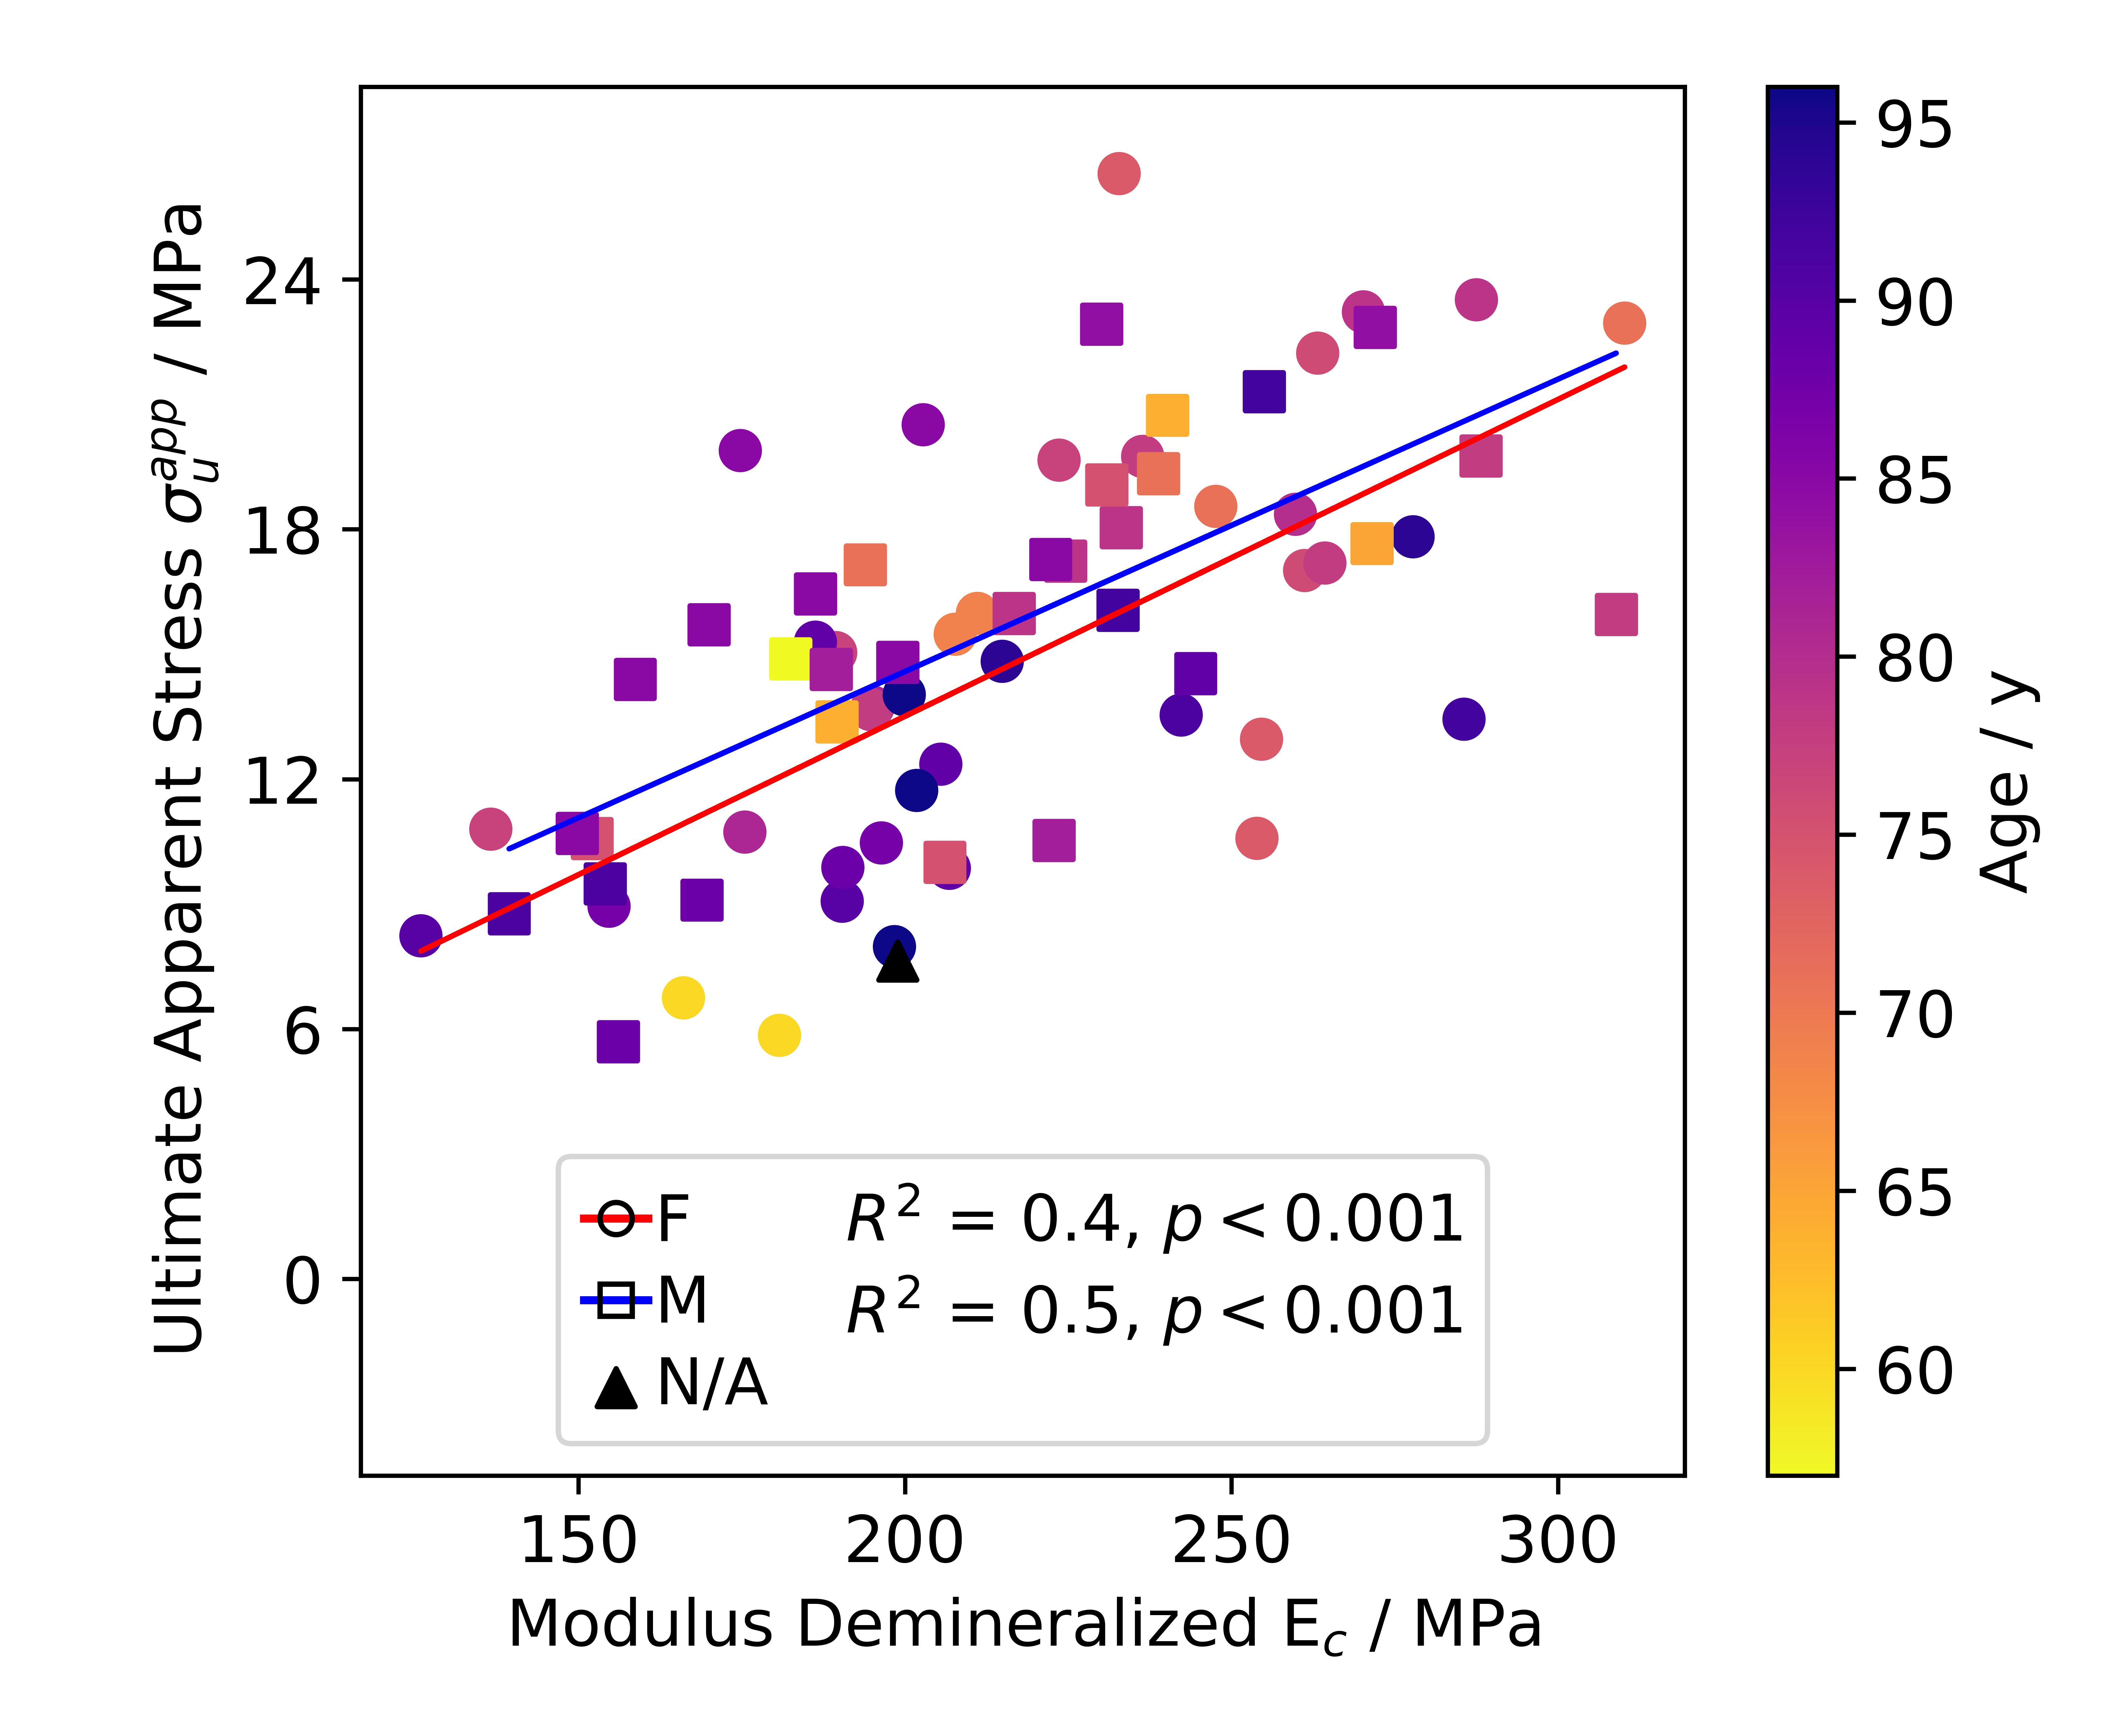 Ultimate Apparent Stress σ_u^app / MPa
24
18
12
6
0
F R² = 0.4, p < 0.001
M R² = 0.5, p < 0.001
N/A
150 200 250 300
Modulus Demineralized E_c / MPa
95
90
85
80
75
70
65
60
Age / y